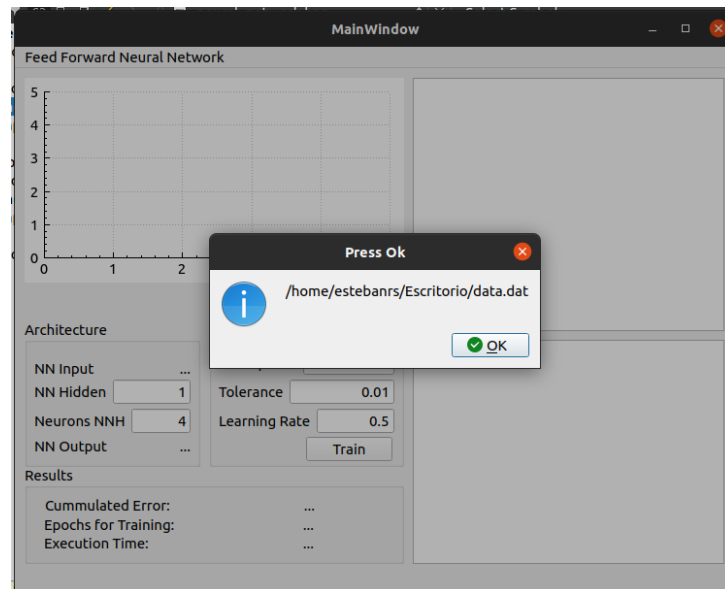 MainWindow
Feed Forward Neural Network
5
4
3
2
1
0
0 1 2
Press Ok
/home/estebanrs/Escritorio/data.dat
OK
Architecture
NN Input ...
NN Hidden 1
Neurons NNH 4
NN Output ...
Tolerance 0.01
Learning Rate 0.5
Train
Results
Cummulated Error: ...
Epochs for Training: ...
Execution Time: ...